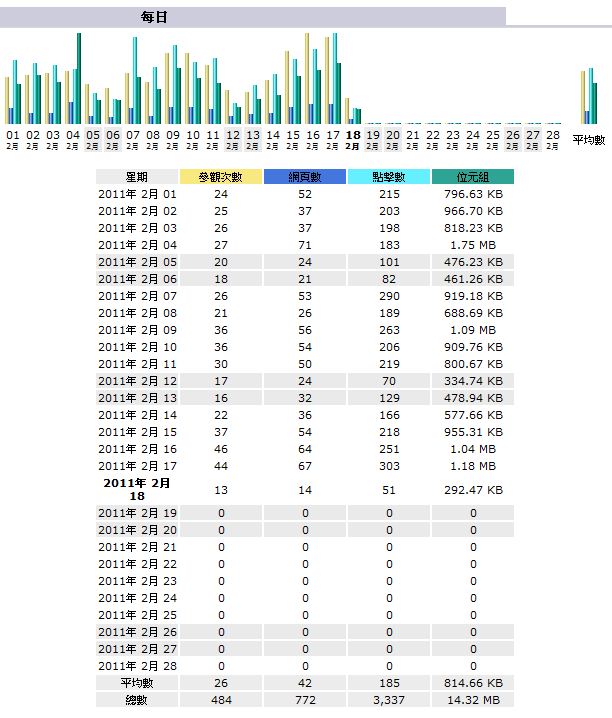 每日
01 02 03 04 05 06 07 08 09 10 11 12 13 14 15 16 17 18 19 20 21 22 23 24 25 26 27 28
2月 2月 2月 2月 2月 2月 2月 2月 2月 2月 2月 2月 2月 2月 2月 2月 2月 2月 2月 2月 2月 2月 2月 2月 2月 2月 2月 2月
平均數
星期 參觀次數 網頁數 點擊數 位元組
2011年 2月 01 24 52 215 796.63 KB
2011年 2月 02 25 37 203 966.70 KB
2011年 2月 03 26 37 198 818.23 KB
2011年 2月 04 27 71 183 1.75 MB
2011年 2月 05 20 24 101 476.23 KB
2011年 2月 06 18 21 82 461.26 KB
2011年 2月 07 26 53 290 919.18 KB
2011年 2月 08 21 26 189 688.69 KB
2011年 2月 09 36 56 263 1.09 MB
2011年 2月 10 36 54 206 909.76 KB
2011年 2月 11 30 50 219 800.67 KB
2011年 2月 12 17 24 70 334.74 KB
2011年 2月 13 16 32 129 478.94 KB
2011年 2月 14 22 36 166 577.66 KB
2011年 2月 15 37 54 218 955.31 KB
2011年 2月 16 46 64 251 1.04 MB
2011年 2月 17 44 67 303 1.18 MB
2011年 2月
18 13 14 51 292.47 KB
2011年 2月 19 0 0 0 0
2011年 2月 20 0 0 0 0
2011年 2月 21 0 0 0 0
2011年 2月 22 0 0 0 0
2011年 2月 23 0 0 0 0
2011年 2月 24 0 0 0 0
2011年 2月 25 0 0 0 0
2011年 2月 26 0 0 0 0
2011年 2月 27 0 0 0 0
2011年 2月 28 0 0 0 0
平均數 26 42 185 814.66 KB
總數 484 772 3,337 14.32 MB